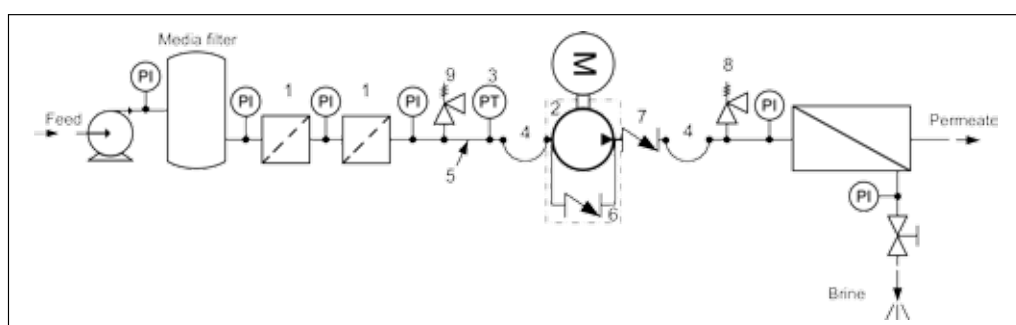 Media filter
Feed
PI
PI
1
PI
1
PI
9
3
PT
4
5
M
2
6
7
4
8
PI
Permeate
PI
Brine